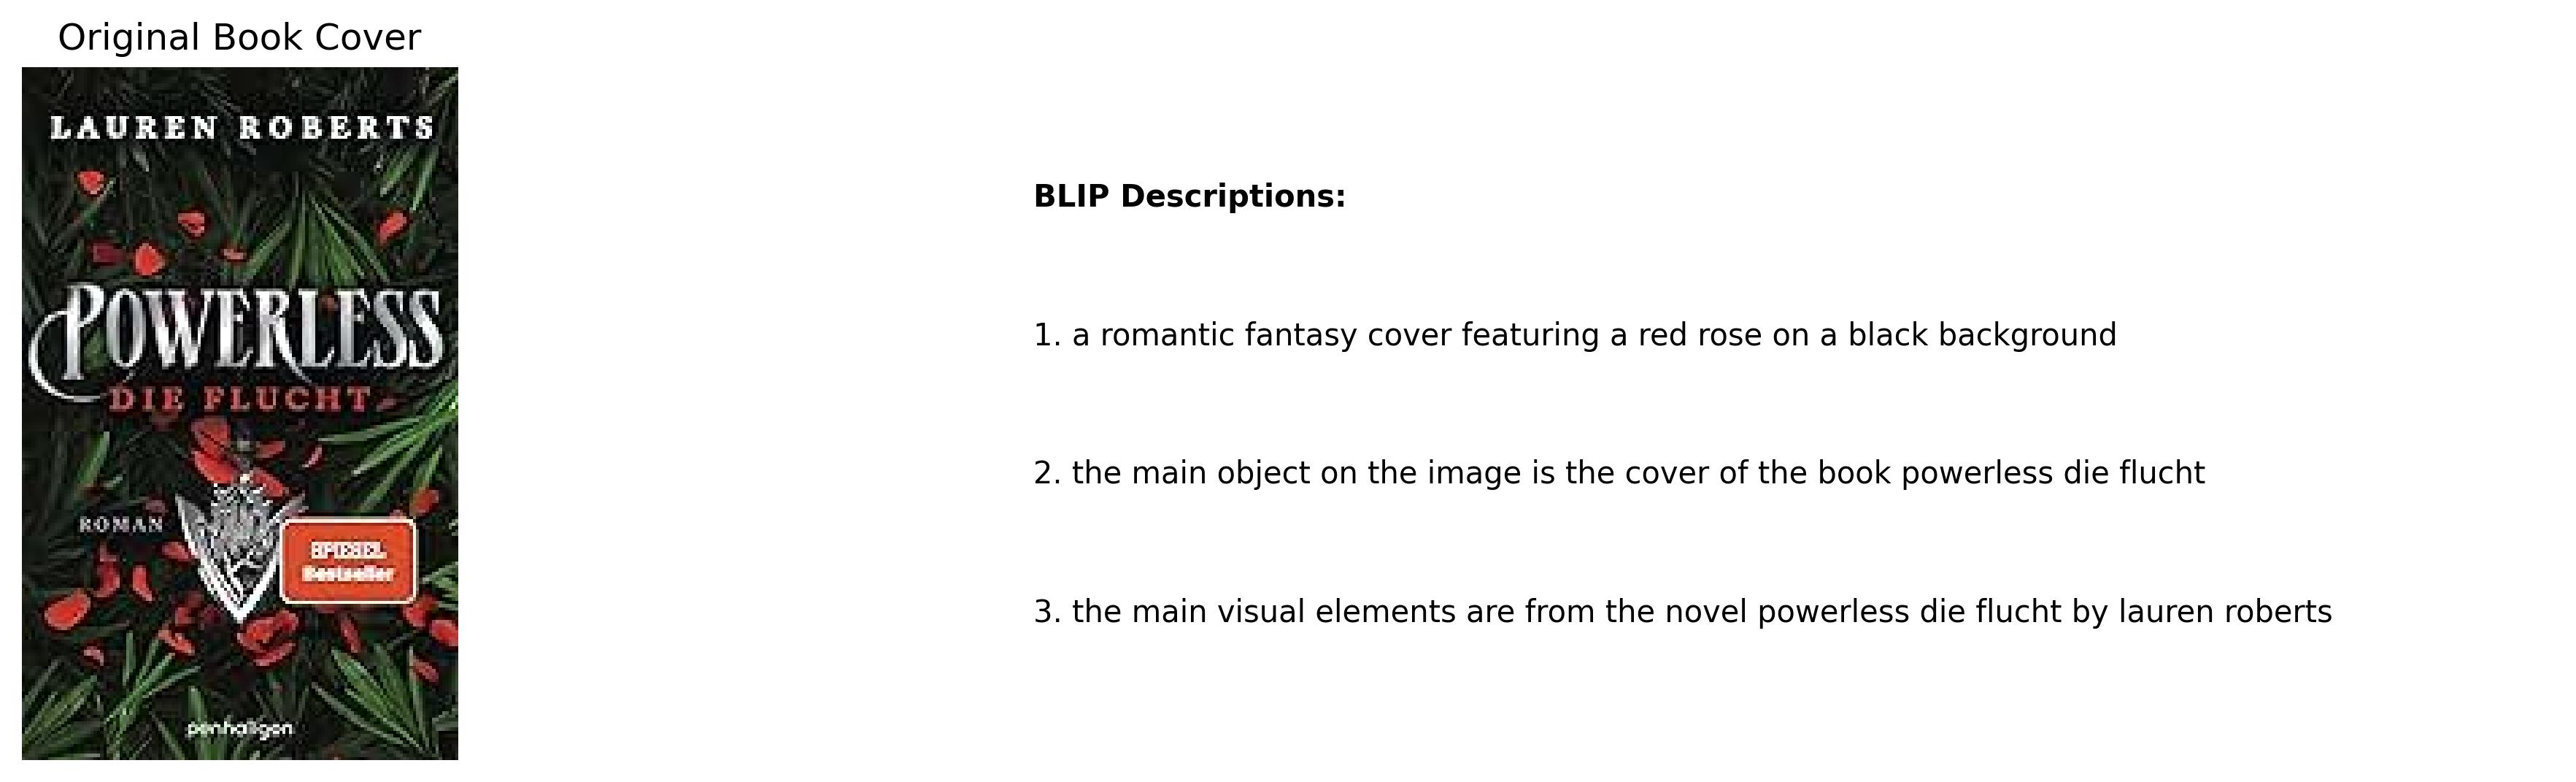 Original Book Cover
LAUREN ROBERTS
POWERLESS
DIE FLUCHT
ROMAN
SPIEGEL
Bestseller
penhaligon
BLIP Descriptions:
1. a romantic fantasy cover featuring a red rose on a black background
2. the main object on the image is the cover of the book powerless die flucht
3. the main visual elements are from the novel powerless die flucht by lauren roberts